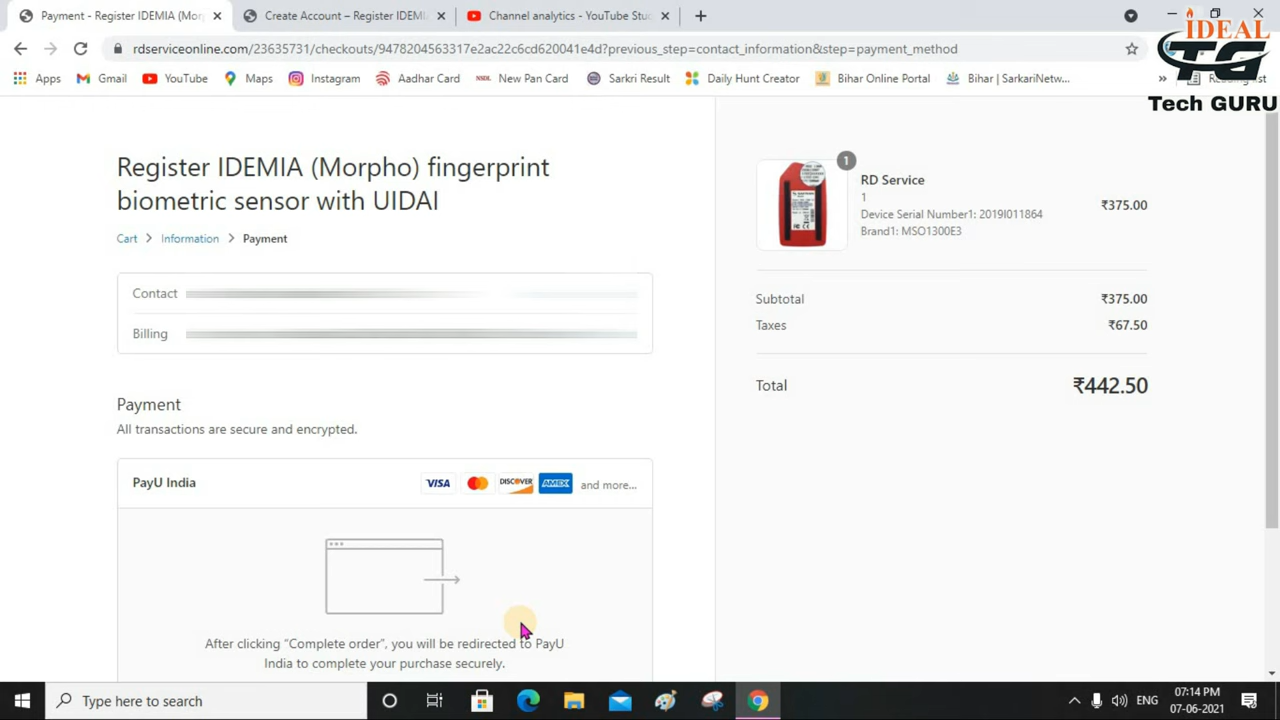 Payment - Register IDEMIA (Mor
Create Account – Register IDEMI
Channel analytics - YouTube Stu
rdserviceonline.com/23635731/checkouts/9478204563317e2ac22c6cd620041e4d?previous_step=contact_information&step=payment_method
Apps
Gmail
YouTube
Maps
Instagram
Aadhar Card
NSDL
New Pan Card
Sarkri Result
Daily Hunt Creator
Bihar Online Portal
Bihar | SarkariNetw...
Reading list
IDEAL
TG
Tech GURU
Register IDEMIA (Morpho) fingerprint
biometric sensor with UIDAI
Cart > Information > Payment
Contact
Billing
Payment
All transactions are secure and encrypted.
PayU India
VISA
DISCOVER
AMEX
and more...
After clicking “Complete order”, you will be redirected to PayU
India to complete your purchase securely.
1
RD Service
1
Device Serial Number1: 2019I011864
Brand1: MSO1300E3
₹375.00
Subtotal ₹375.00
Taxes ₹67.50
Total ₹442.50
Type here to search
ENG
07:14 PM
07-06-2021